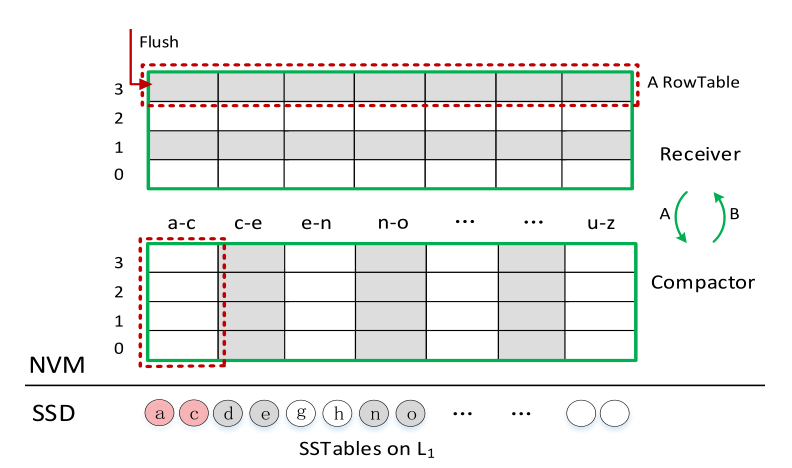 Flush
3
A RowTable
2
1
Receiver
0
a-c c-e e-n n-o ... ... u-z
A B
3
Compactor
2
1
0
NVM
SSD
a c d e g h n o ... ...
SSTables on L₁